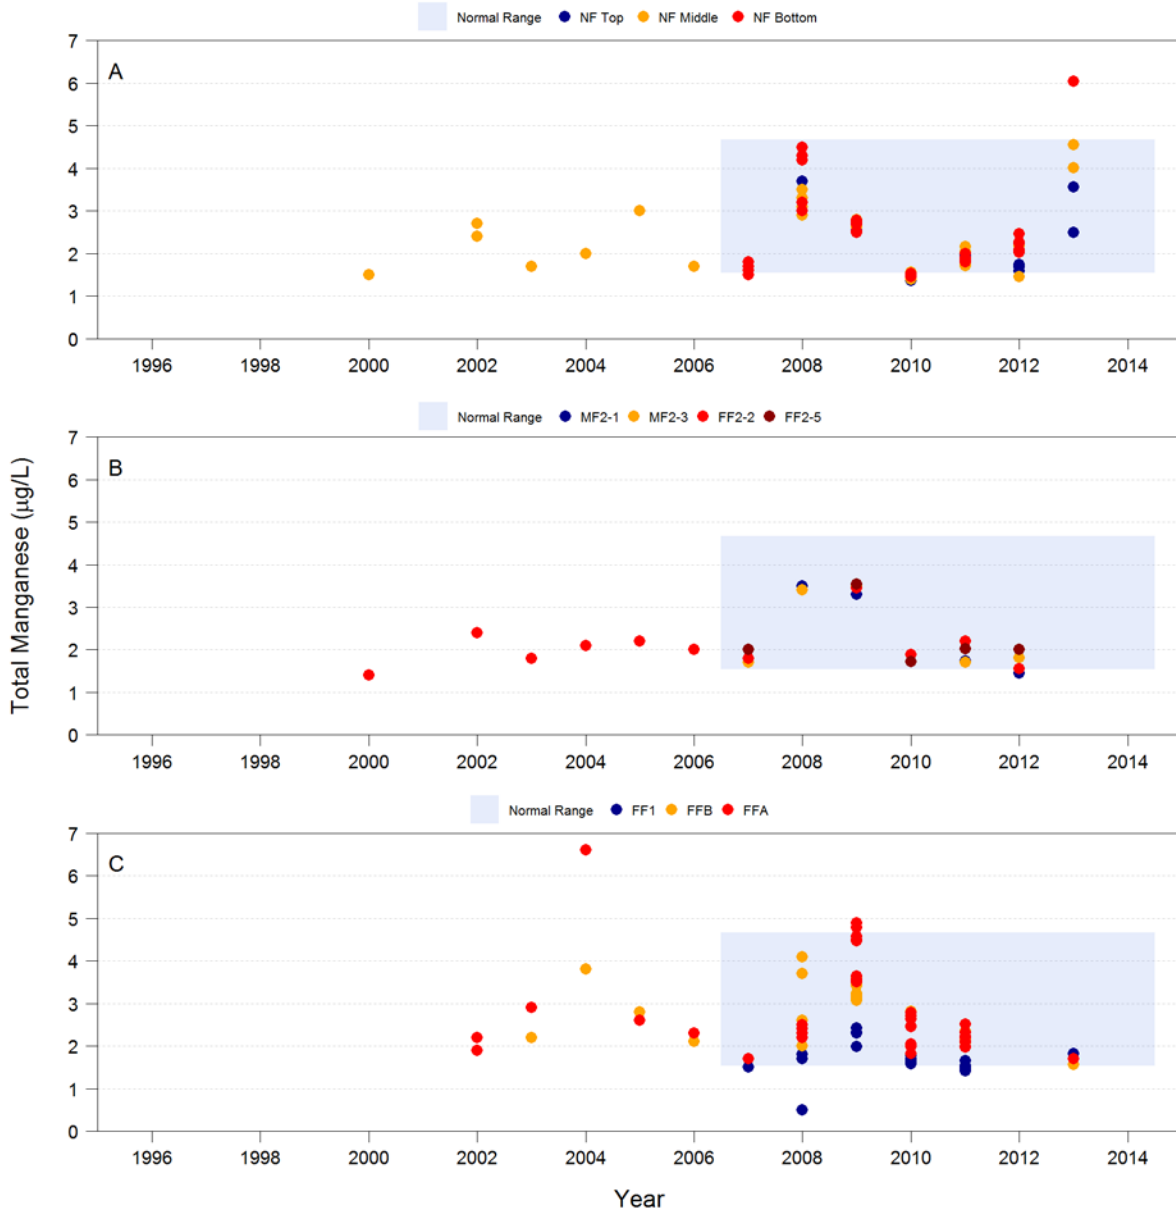 Normal Range NF Top NF Middle NF Bottom
A
7
6
5
4
3
2
1
0
1996 1998 2000 2002 2004 2006 2008 2010 2012 2014
Normal Range MF2-1 MF2-3 FF2-2 FF2-5
B
7
6
5
4
3
2
1
0
Total Manganese (µg/L)
1996 1998 2000 2002 2004 2006 2008 2010 2012 2014
Normal Range FF1 FFB FFA
C
7
6
5
4
3
2
1
0
1996 1998 2000 2002 2004 2006 2008 2010 2012 2014
Year